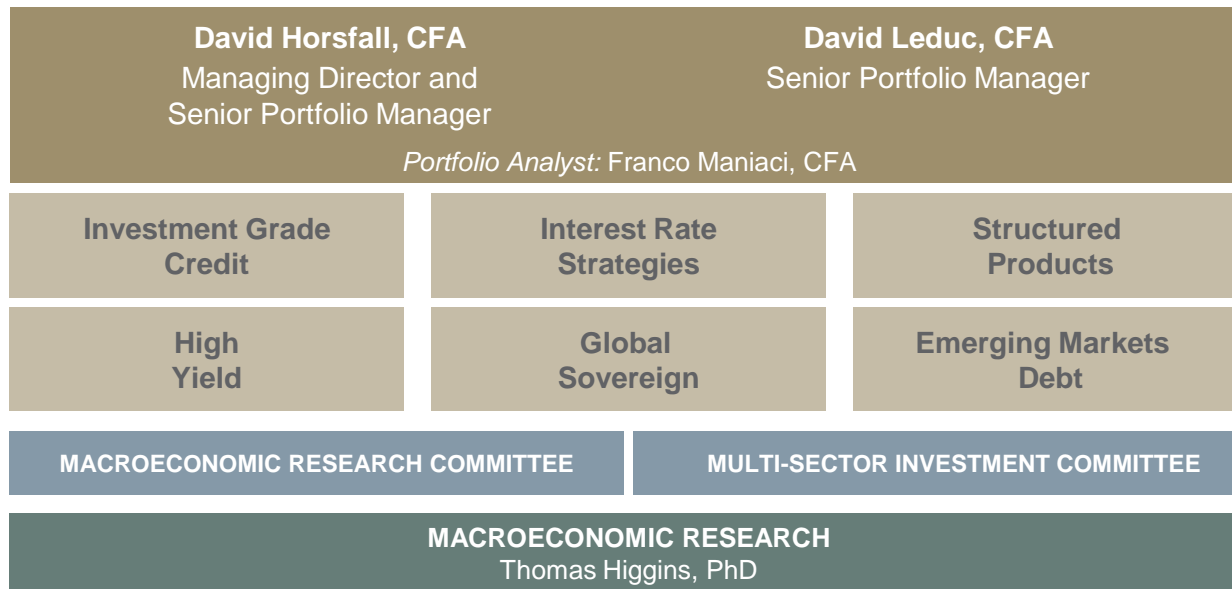 David Horsfall, CFA
Managing Director and
Senior Portfolio Manager
David Leduc, CFA
Senior Portfolio Manager
Portfolio Analyst: Franco Maniaci, CFA
Investment Grade
Credit
Interest Rate
Strategies
Structured
Products
High
Yield
Global
Sovereign
Emerging Markets
Debt
MACROECONOMIC RESEARCH COMMITTEE
MULTI-SECTOR INVESTMENT COMMITTEE
MACROECONOMIC RESEARCH
Thomas Higgins, PhD